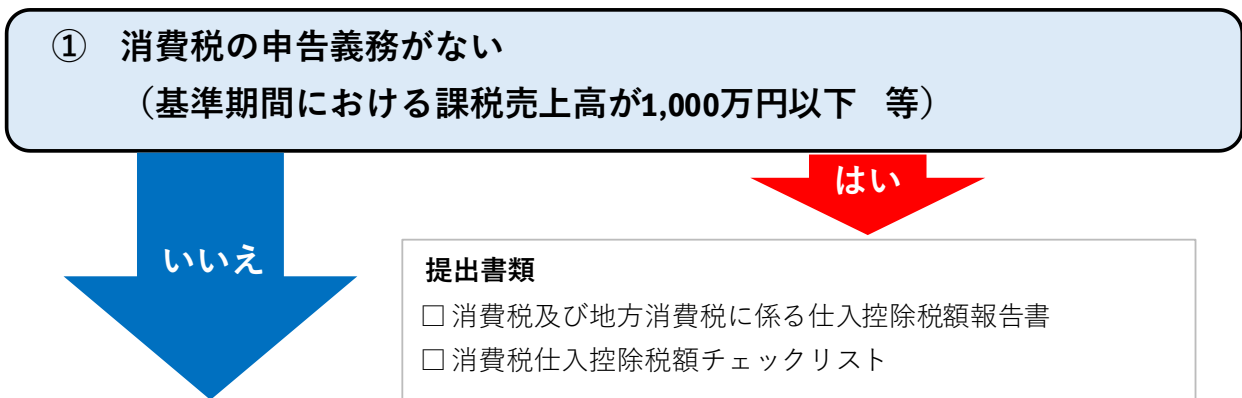 ① 消費税の申告義務がない
（基準期間における課税売上高が1,000万円以下 等）
はい
いいえ
提出書類
□ 消費税及び地方消費税に係る仕入控除税額報告書
□ 消費税仕入控除税額チェックリスト